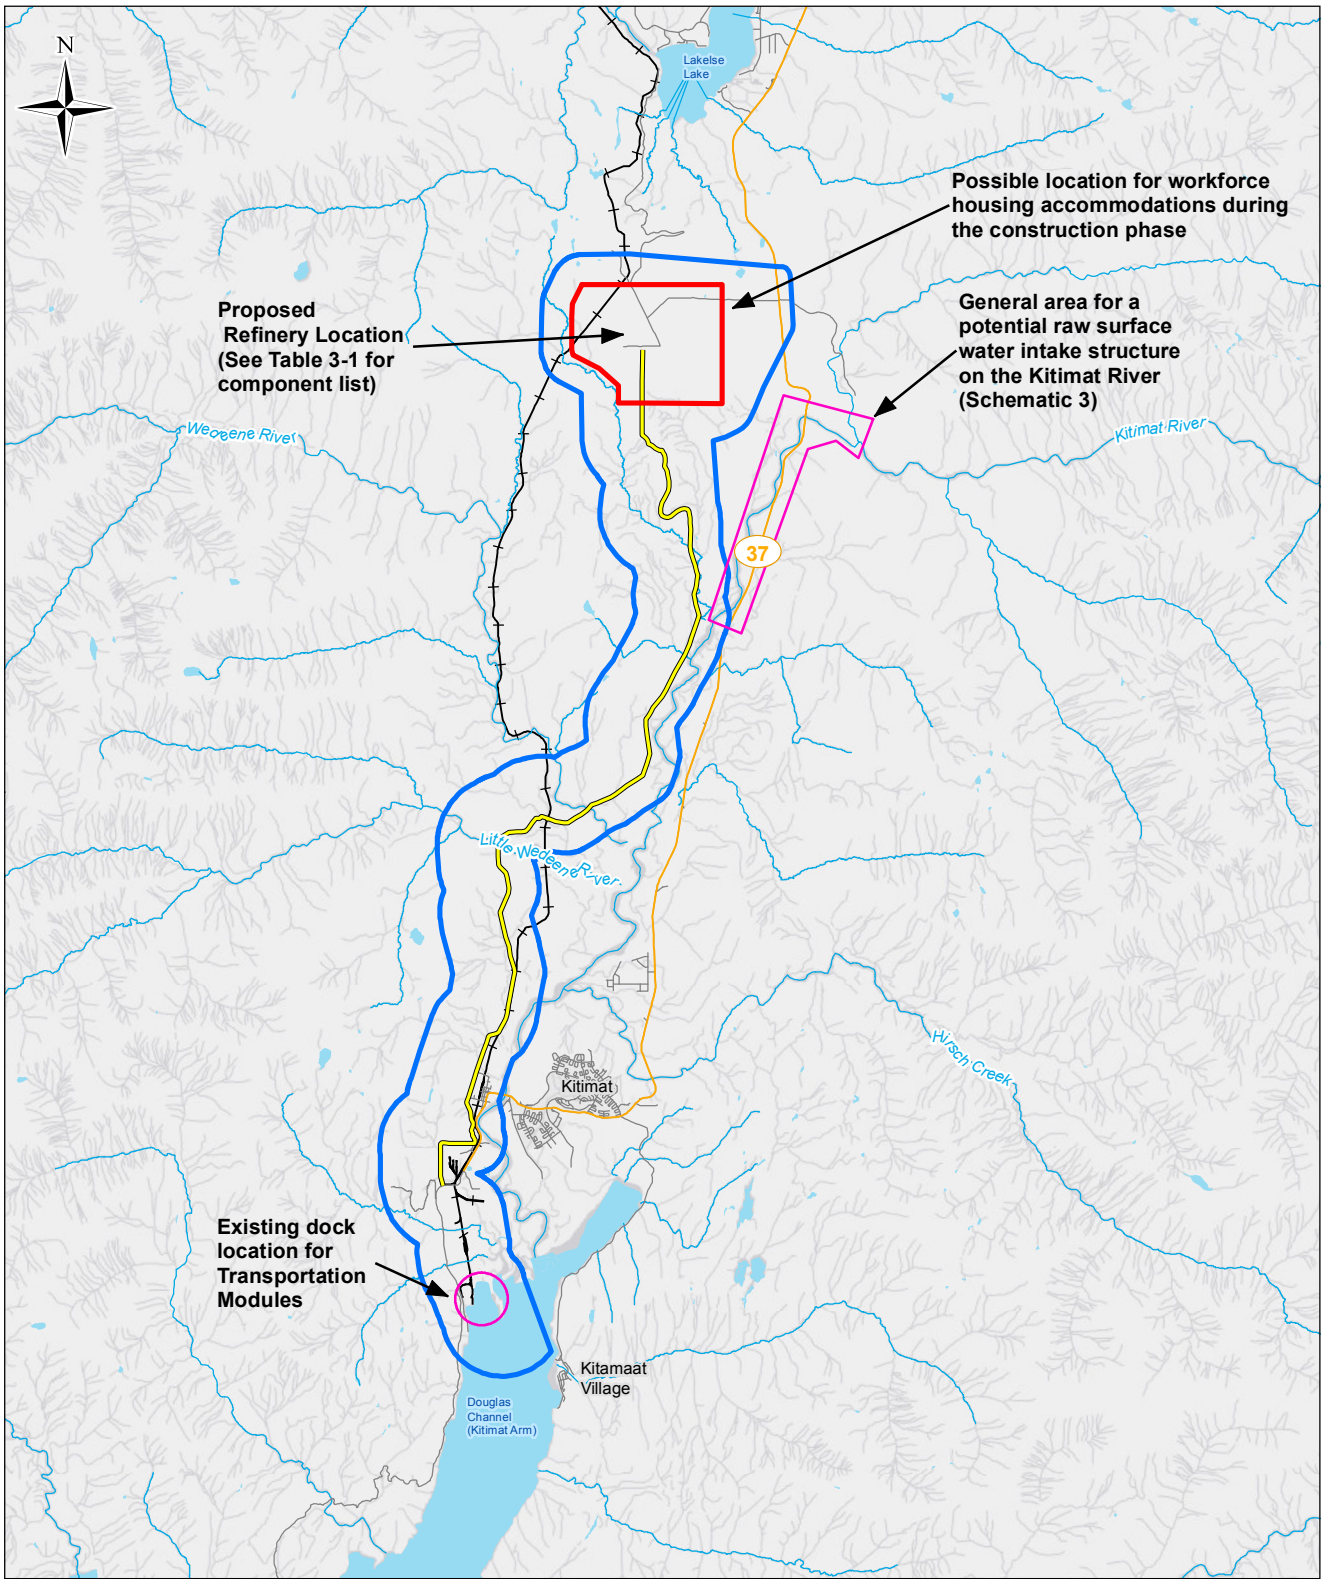 N
Lakelse
Lake
Possible location for workforce
housing accommodations during
the construction phase
General area for a
potential raw surface
water intake structure
on the Kitimat River
(Schematic 3)
Proposed
Refinery Location
(See Table 3-1 for
component list)
Wedeene River
Kitimat River
37
Little Wedeene River
Hirsch Creek
Kitimat
Existing dock
location for
Transportation
Modules
Kitamaat
Village
Douglas
Channel
(Kitimat Arm)